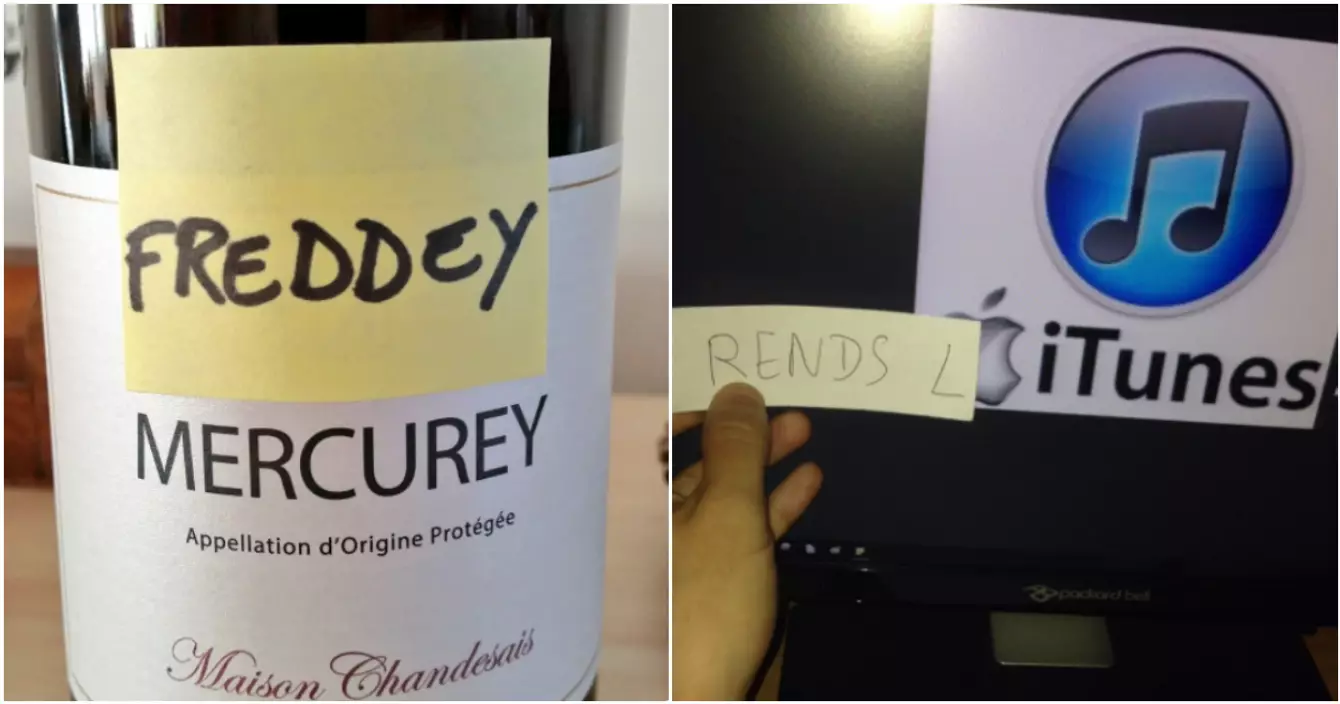 FREDDEY
MERCUREY
Appellation d'Origine Protégée
Maison Chandesais
RENDS L
iTunes
packard bell